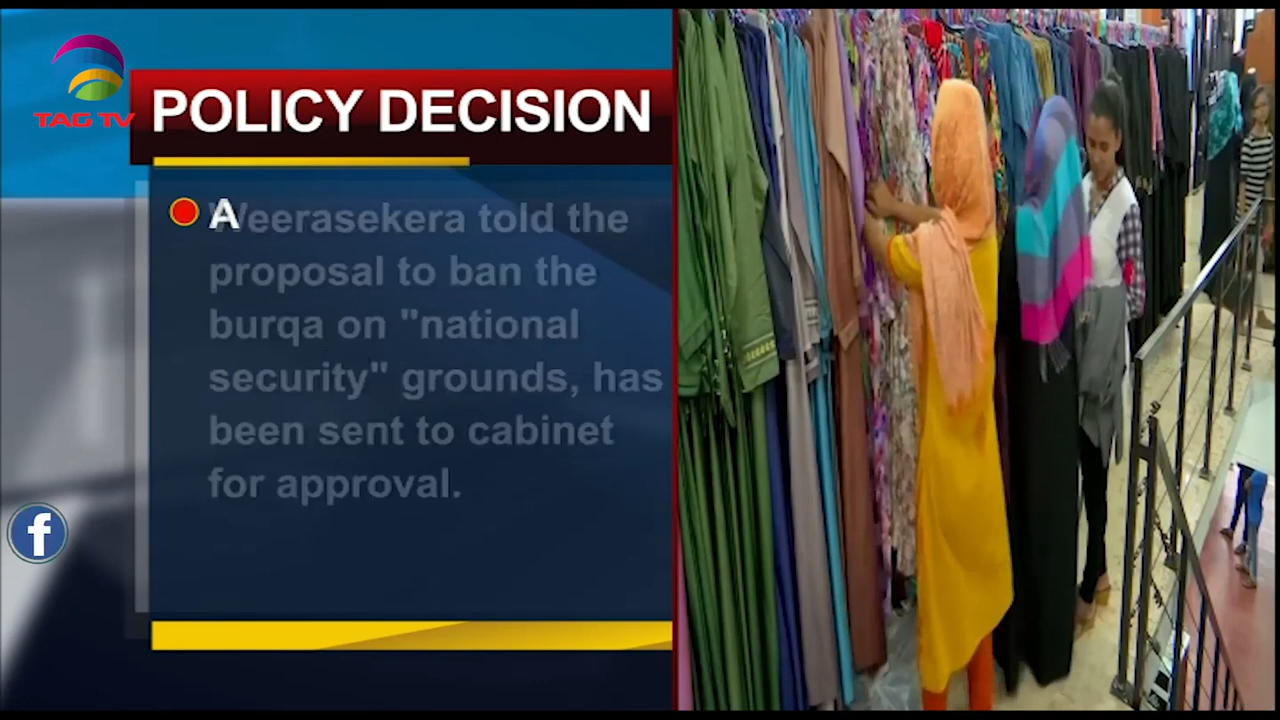 TAG TV
POLICY DECISION
A
Weerasekera told the
proposal to ban the
burqa on "national
security" grounds, has
been sent to cabinet
for approval.
f